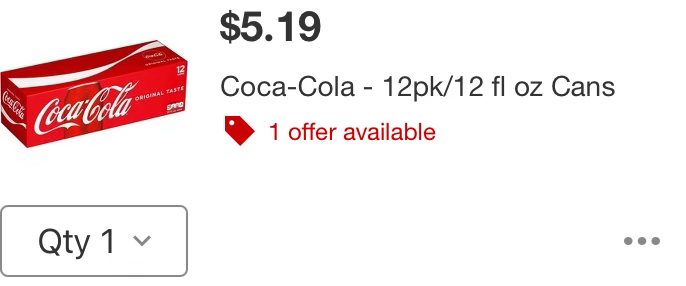 $5.19
Coca-Cola - 12pk/12 fl oz Cans
1 offer available
12
Coca-Cola
ORIGINAL TASTE
Qty 1